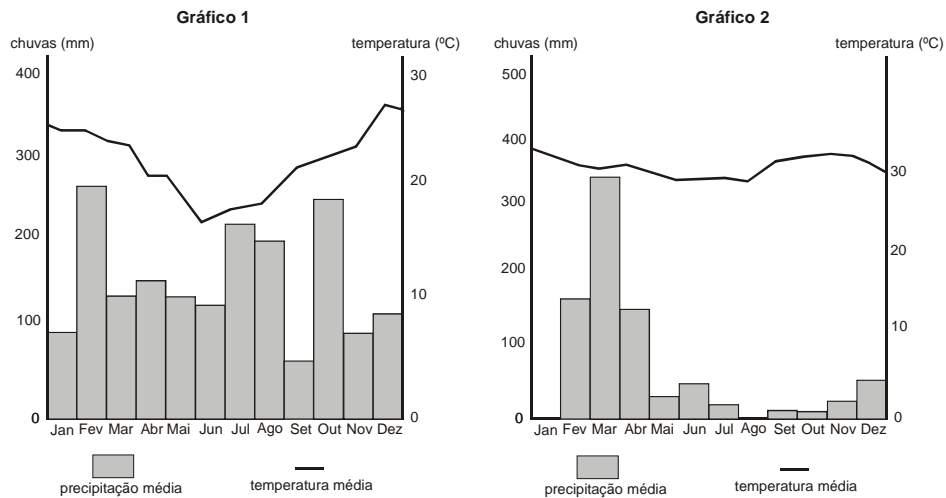 Gráfico 1
chuvas (mm)
temperatura (ºC)
400
300
200
100
0
30
20
10
0
Jan Fev Mar Abr Mai Jun Jul Ago Set Out Nov Dez
precipitação média
temperatura média
Gráfico 2
chuvas (mm)
temperatura (ºC)
500
400
300
200
100
0
30
20
10
0
Jan Fev Mar Abr Mai Jun Jul Ago Set Out Nov Dez
precipitação média
temperatura média